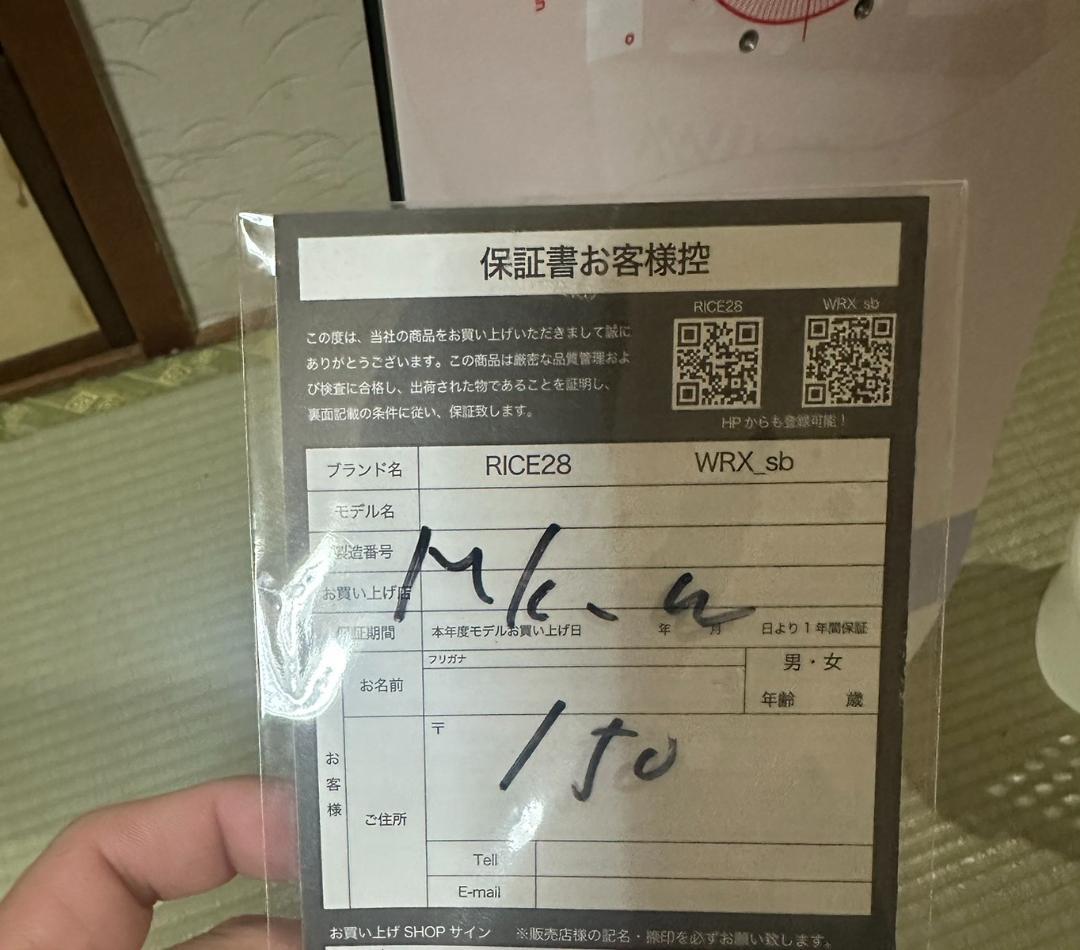 保証書お客様控
RICE28 WRX_sb
この度は、当社の商品をお買い上げいただきまして誠に
ありがとうございます。この商品は厳密な品質管理およ
び検査に合格し、出荷された物であることを証明し、
裏面記載の条件に従い、保証致します。
HPからも登録可能！
ブランド名 RICE28 WRX_sb
モデル名
製造番号
お買い上げ店
保証期間 本年度モデルお買い上げ日 年 月 日より1年間保証
フリガナ
お名前
男・女
年齢 歳
お客様
〒
150
ご住所
Tell
E-mail
お買い上げ SHOP サイン ※販売店様の記名・捺印を必ずお願い致します。